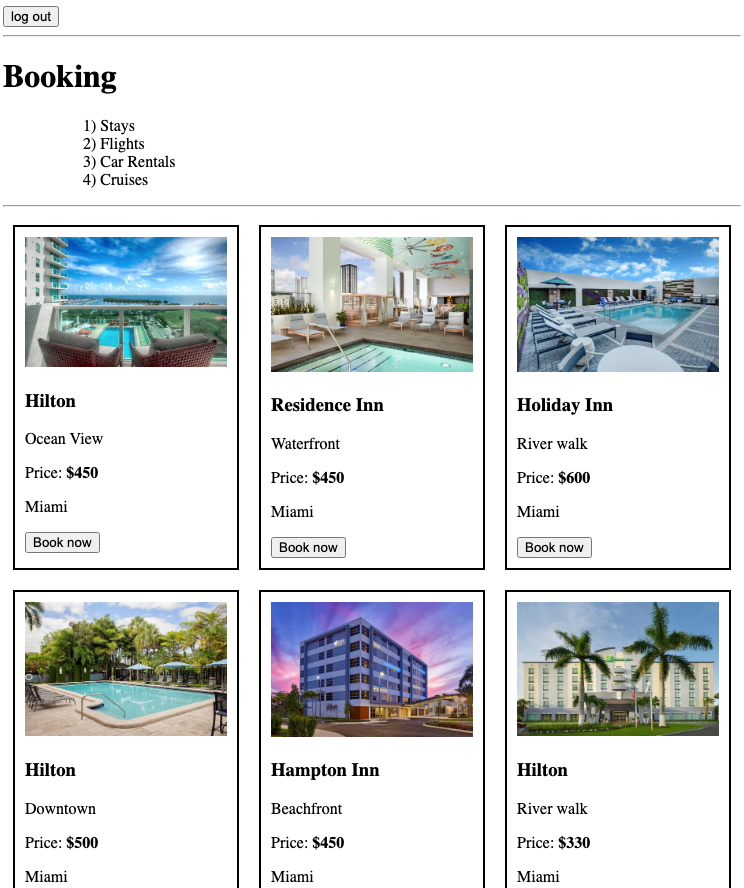 log out
Booking
1) Stays
2) Flights
3) Car Rentals
4) Cruises
Hilton
Ocean View
Price: $450
Miami
Book now
Residence Inn
Waterfront
Price: $450
Miami
Book now
Holiday Inn
River walk
Price: $600
Miami
Book now
Hilton
Downtown
Price: $500
Miami
Hampton Inn
Beachfront
Price: $450
Miami
Hilton
River walk
Price: $330
Miami